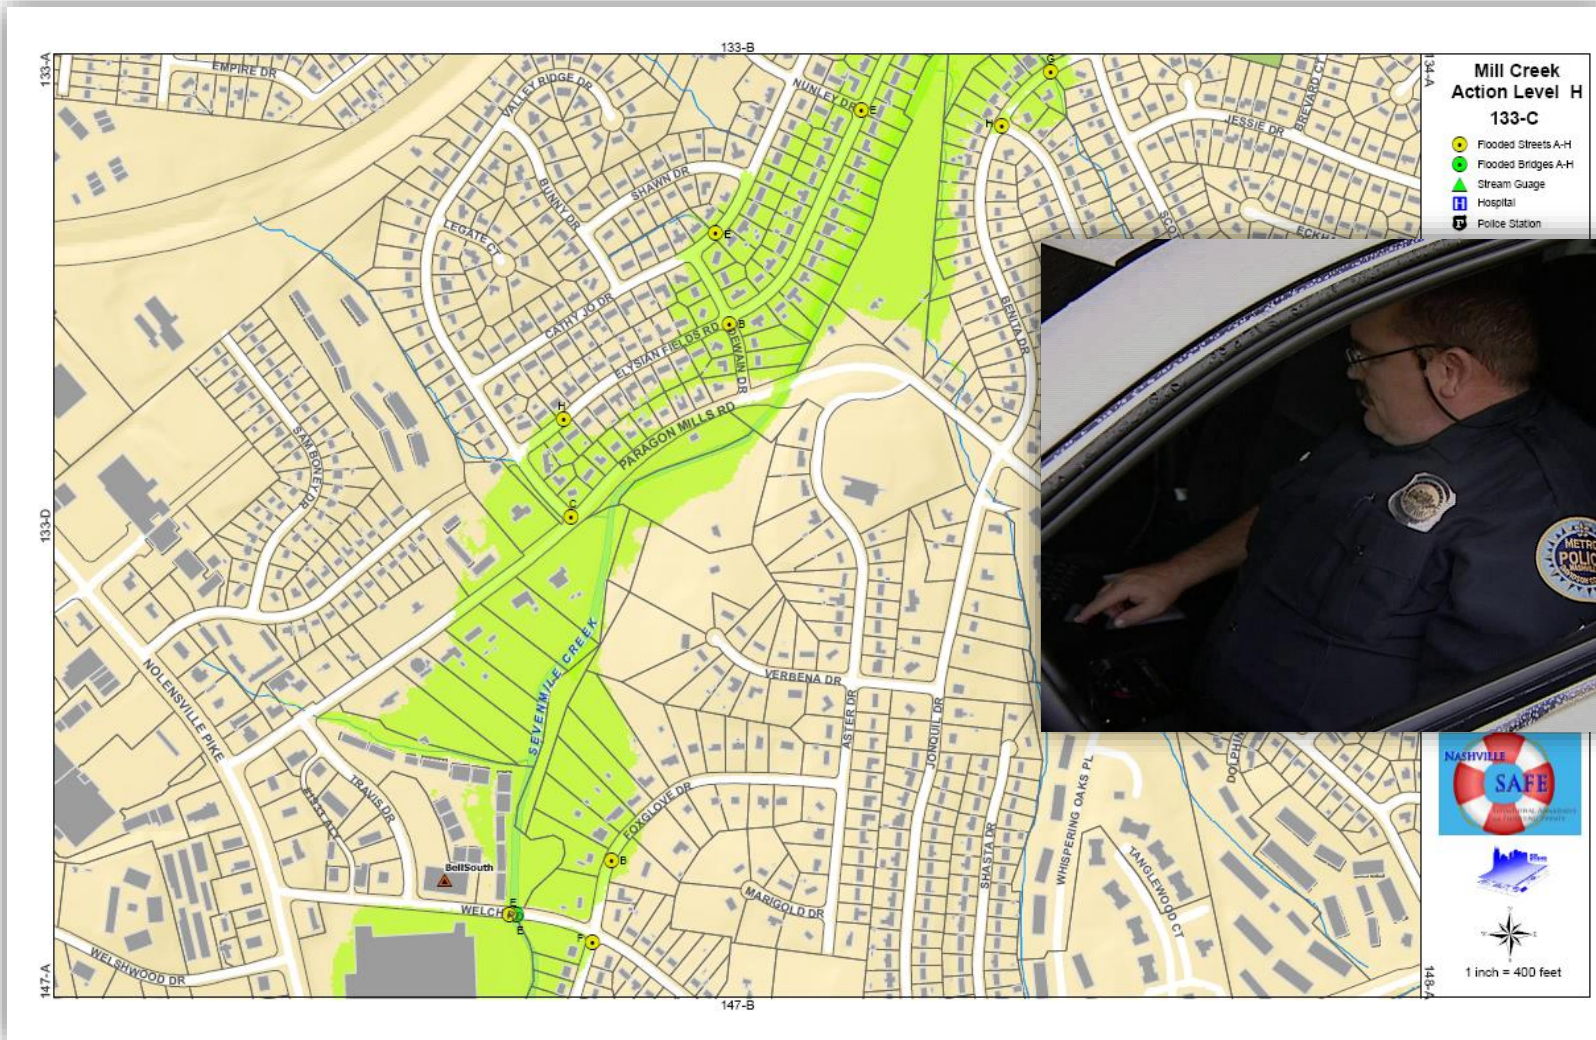 133-B
133-A
134-A
EMPIRE DR
VALLEY RIDGE DR
NUNLEY DR
E
G
H
JESSIE DR
BREVARD CT
BUNNY DR
SHAWN DR
LEGATE CT
E
CATHY JO DR
ELYSIAN FIELDS RD
B
DEWAIN DR
BENITA DR
H
PARAGON MILLS RD
SAM BONEY DR
C
133-D
SEVENMILE CREEK
NOLENSVILLE PIKE
VERBENA DR
ASTER DR
JONQUIL DR
TRAVIS DR
FOXGLOVE DR
B
SHASTA DR
WHISPERING OAKS PL
TANGLEWOOD CT
MARIGOLD DR
BellSouth
WELCH RD
E
E
F
WELSHWOOD DR
147-A
147-B
148-A
Mill Creek
Action Level H
133-C
Flooded Streets A-H
Flooded Bridges A-H
Stream Guage
Hospital
Police Station
METRO
POLICE
NASHVILLE
NASHVILLE
SAFE
1 inch = 400 feet